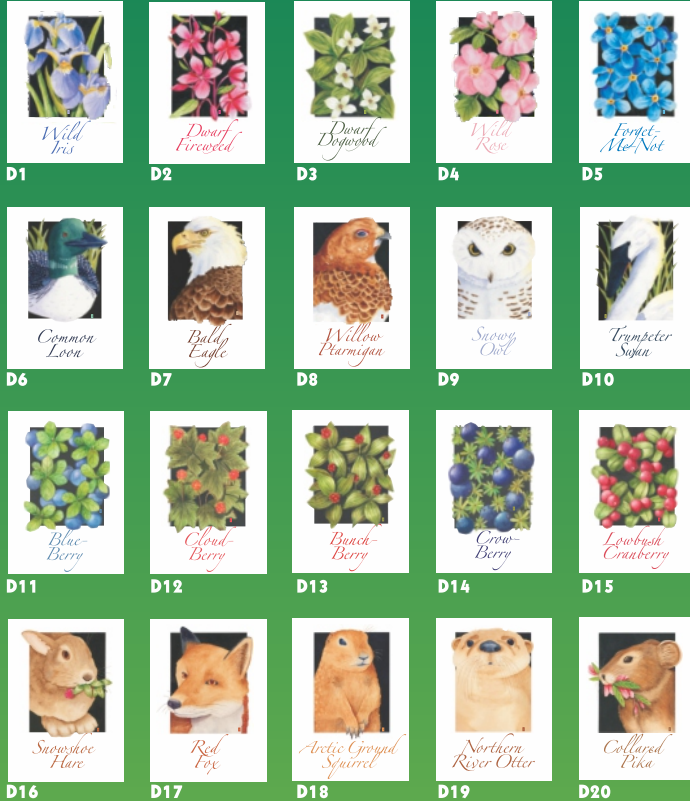 Wild
Iris
D1
Dwarf
Fireweed
D2
Dwarf
Dogwood
D3
Wild
Rose
D4
Forget-
Me-Not
D5
Common
Loon
D6
Bald
Eagle
D7
Willow
Ptarmigan
D8
Snowy
Owl
D9
Trumpeter
Swan
D10
Blue-
Berry
D11
Cloud-
Berry
D12
Bunch-
Berry
D13
Crow-
Berry
D14
Lowbush
Cranberry
D15
Snowshoe
Hare
D16
Red
Fox
D17
Arctic Ground
Squirrel
D18
Northern
River Otter
D19
Collared
Pika
D20